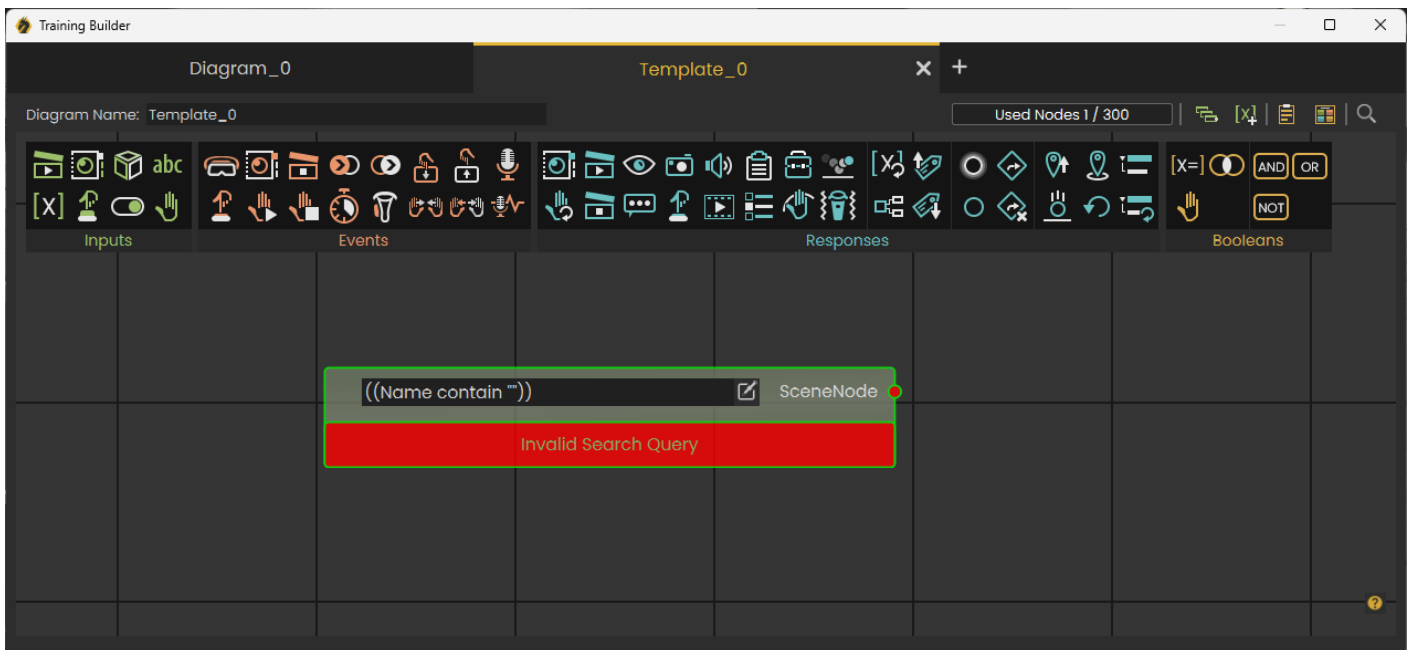 Training Builder
Diagram_0
Template_0
Diagram Name: Template_0
Used Nodes 1 / 300
[X]
abc
[X]
[X]
[X=]
AND
OR
NOT
Inputs
Events
Responses
Booleans
((Name contain ""))
SceneNode
Invalid Search Query
?